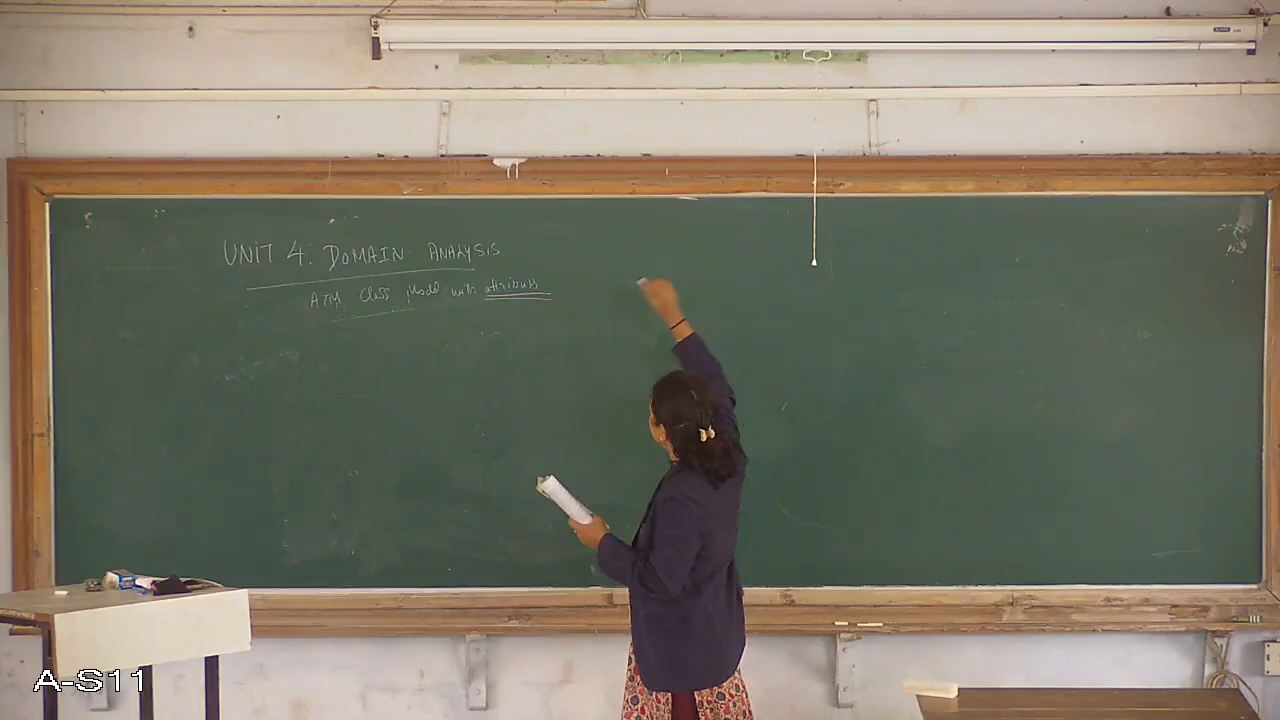 UNIT 4: DOMAIN ANALYSIS
ATM Class Model with attributes
A-S11